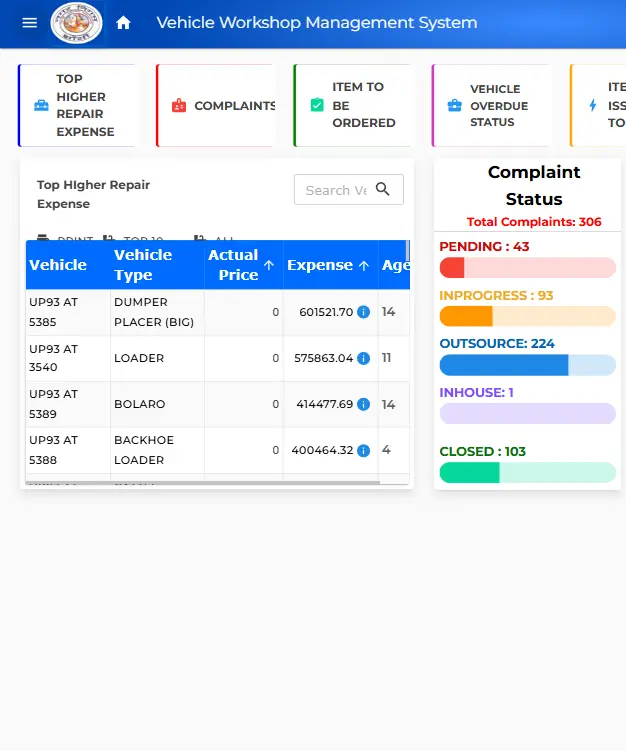 Vehicle Workshop Management System
TOP
HIGHER
REPAIR
EXPENSE
COMPLAINTS
ITEM TO
BE
ORDERED
VEHICLE
OVERDUE
STATUS
ITE
ISS
TO
Top HIgher Repair
Expense
Search Ve
PRINT TOP 10 ALL
Vehicle Vehicle Type Actual Price Expense Age
UP93 AT 5385 DUMPER PLACER (BIG) 0 601521.70 14
UP93 AT 3540 LOADER 0 575863.04 11
UP93 AT 5389 BOLARO 0 414477.69 14
UP93 AT 5388 BACKHOE LOADER 0 400464.32 4
Complaint
Status
Total Complaints: 306
PENDING : 43
INPROGRESS : 93
OUTSOURCE: 224
INHOUSE: 1
CLOSED : 103